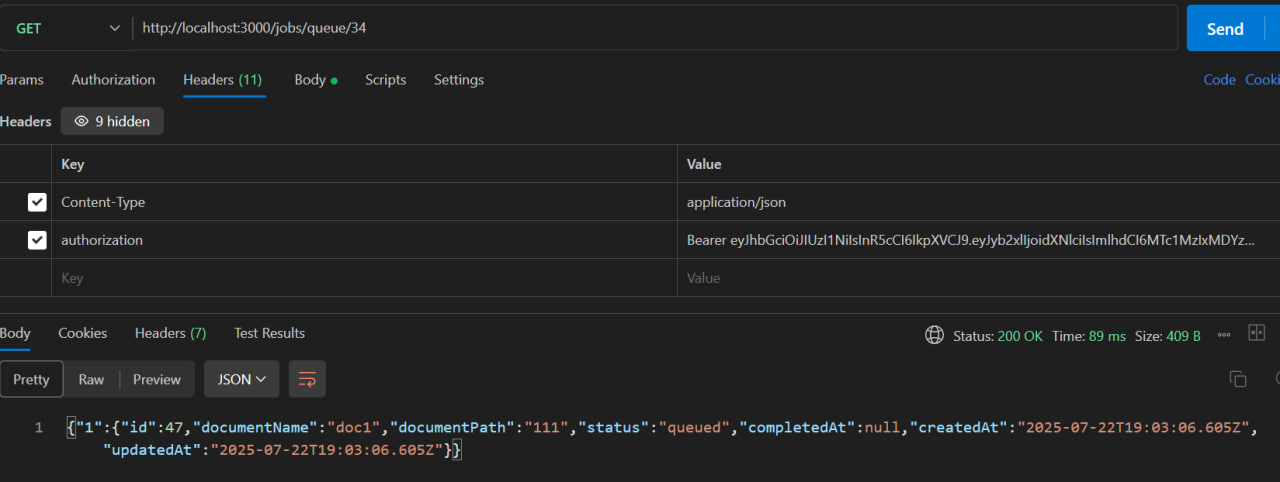 GET http://localhost:3000/jobs/queue/34 Send
Params Authorization Headers (11) Body Scripts Settings Code Cooki
Headers 9 hidden
Key Value
Content-Type application/json
authorization Bearer eyJhbGciOiJIUzI1NiIsInR5cCI6IkpXVCJ9.eyJyb2xlIjoidXNlciIsImlhdCI6MTc1MzIxMDYz...
Key Value
Body Cookies Headers (7) Test Results Status: 200 OK Time: 89 ms Size: 409 B
Pretty Raw Preview JSON
1 {"1":{"id":47,"documentName":"doc1","documentPath":"111","status":"queued","completedAt":null,"createdAt":"2025-07-22T19:03:06.605Z",
"updatedAt":"2025-07-22T19:03:06.605Z"}}